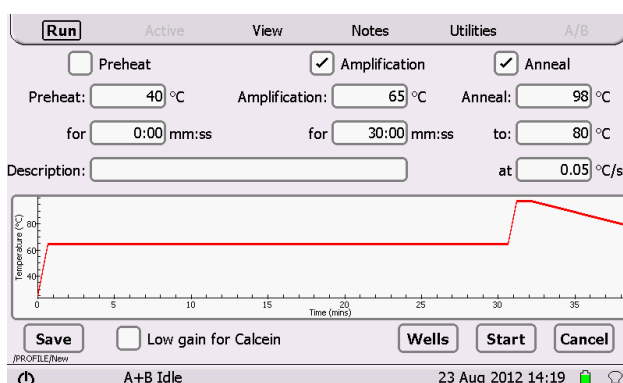 Run Active View Notes Utilities A/B
Preheat Amplification Anneal
Preheat: 40 °C Amplification: 65 °C Anneal: 98 °C
for 0:00 mm:ss for 30:00 mm:ss to: 80 °C
Description: at 0.05 °C/s
Temperature (°C)
80
60
40
0 5 10 15 20 25 30 35
Time (mins)
Save Low gain for Calcein Wells Start Cancel
/PROFILE/New
A+B Idle 23 Aug 2012 14:19